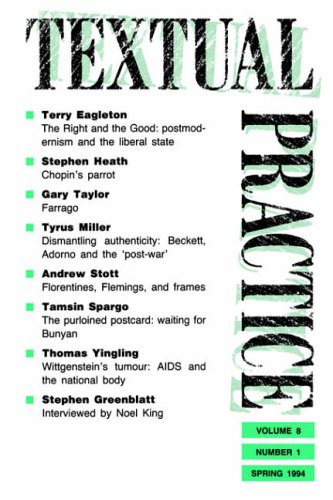 TEXTUAL
PRACTICE
Terry Eagleton
The Right and the Good: postmod-
ernism and the liberal state
Stephen Heath
Chopin's parrot
Gary Taylor
Farrago
Tyrus Miller
Dismantling authenticity: Beckett,
Adorno and the 'post-war'
Andrew Stott
Florentines, Flemings, and frames
Tamsin Spargo
The purloined postcard: waiting for
Bunyan
Thomas Yingling
Wittgenstein's tumour: AIDS and
the national body
Stephen Greenblatt
Interviewed by Noel King
VOLUME 8
NUMBER 1
SPRING 1994